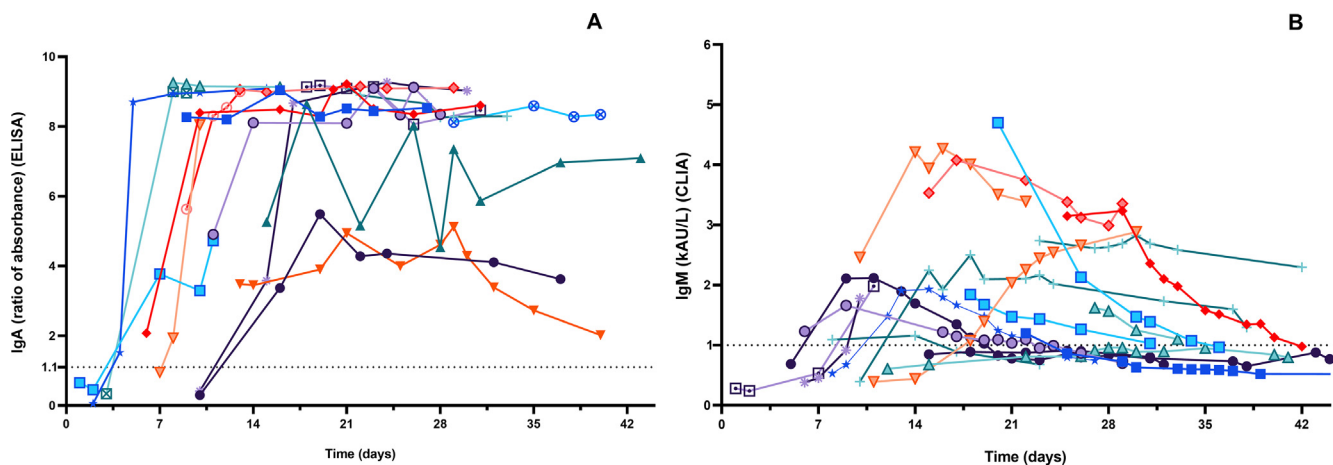 A
IgA (ratio of absorbance) (ELISA)
10
8
6
4
2
1.1
0
0 7 14 21 28 35 42
Time (days)
B
IgM (kAU/L) (CLIA)
6
5
4
3
2
1
0
0 7 14 21 28 35 42
Time (days)